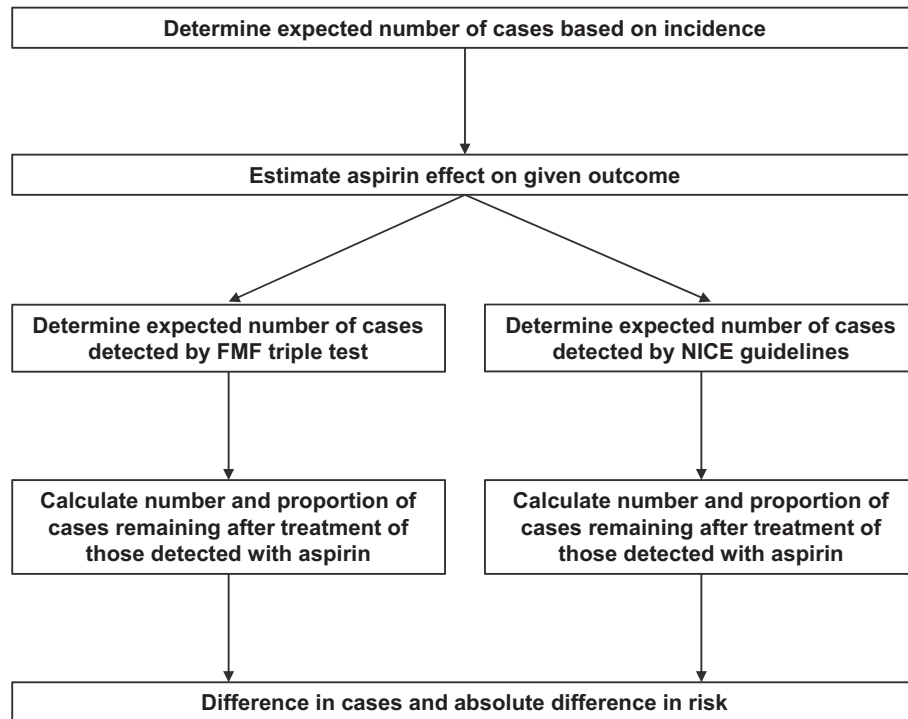 Determine expected number of cases based on incidence
Estimate aspirin effect on given outcome
Determine expected number of cases
detected by FMF triple test
Determine expected number of cases
detected by NICE guidelines
Calculate number and proportion of
cases remaining after treatment of
those detected with aspirin
Calculate number and proportion of
cases remaining after treatment of
those detected with aspirin
Difference in cases and absolute difference in risk